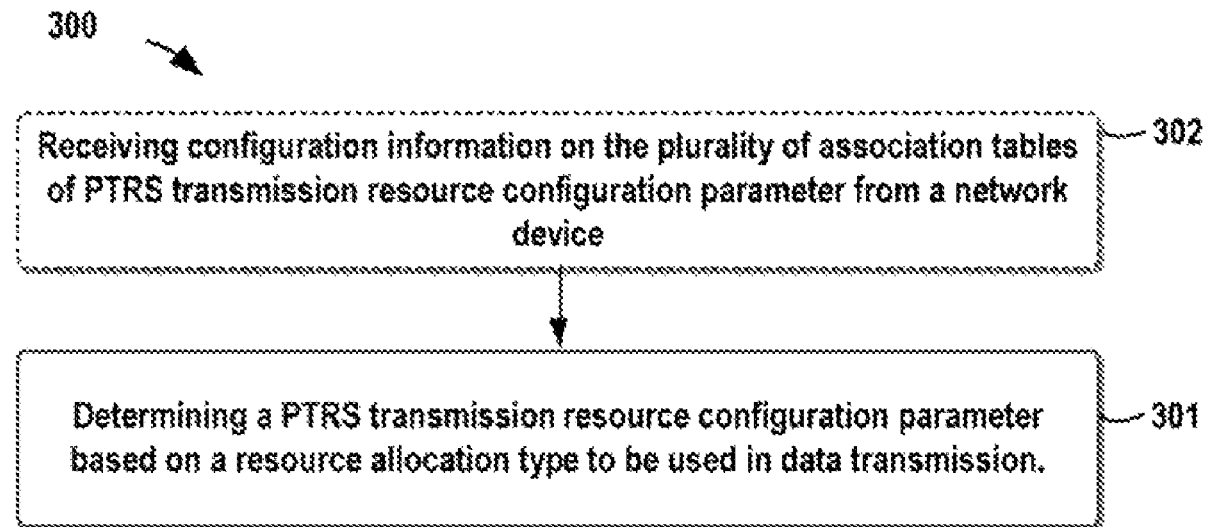 300
Receiving configuration information on the plurality of association tables
of PTRS transmission resource configuration parameter from a network
device
302
Determining a PTRS transmission resource configuration parameter
based on a resource allocation type to be used in data transmission.
301